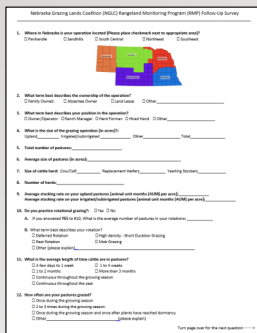 Nebraska Grazing Lands Coalition (NGLC) Rangeland Monitoring Program (RMP) Follow-Up Survey
1. Where in Nebraska is your operation located (Please place checkmark next to appropriate area)?
☐ Panhandle ☐ Sandhills ☐ South Central ☐ Northeast ☐ Southeast
2. What term best describes the ownership of the operation?
☐ Family Owned ☐ Absentee Owner ☐ Land Lease ☐ Other
3. What term best describes your position in the operation?
☐ Owner/Operator ☐ Ranch Manager ☐ Herd Foreman ☐ Hired Hand ☐ Other
4. What is the size of the grazing operation (in acres)?:
Upland Irrigated/subirrigated Other Total
5. Total number of pastures:
6. Average size of pastures (in acres):
7. Size of cattle herd: Cow/Calf Replacement Heifers Yearling Stockers
8. Number of herds:
9. Average stocking rate on your upland pastures [animal unit months (AUM) per acre]:
Average stocking rate on your irrigated/subirrigated pastures [animal unit months (AUM) per acre]:
10. Do you practice rotational grazing? ☐ Yes ☐ No
A. If you answered YES to #10, What is the average number of pastures in your rotations:
B. What term best describes your rotation?
☐ Deferred Rotation ☐ High density - Short Duration Grazing
☐ Rest Rotation ☐ Mob Grazing
☐ Other (please explain)
11. What is the average length of time cattle are in pastures?
☐ A few days to 1 week ☐ 1 to 4 weeks
☐ 1 to 2 months ☐ More than 2 months
☐ Continuous throughout the growing season
☐ Continuous throughout the year
12. How often are your pastures grazed?
☐ Once during the growing season
☐ 2 to 3 times during the growing season
☐ Once during the growing season and once after plants have reached dormancy
☐ Other (please explain)
Turn page over for the next question